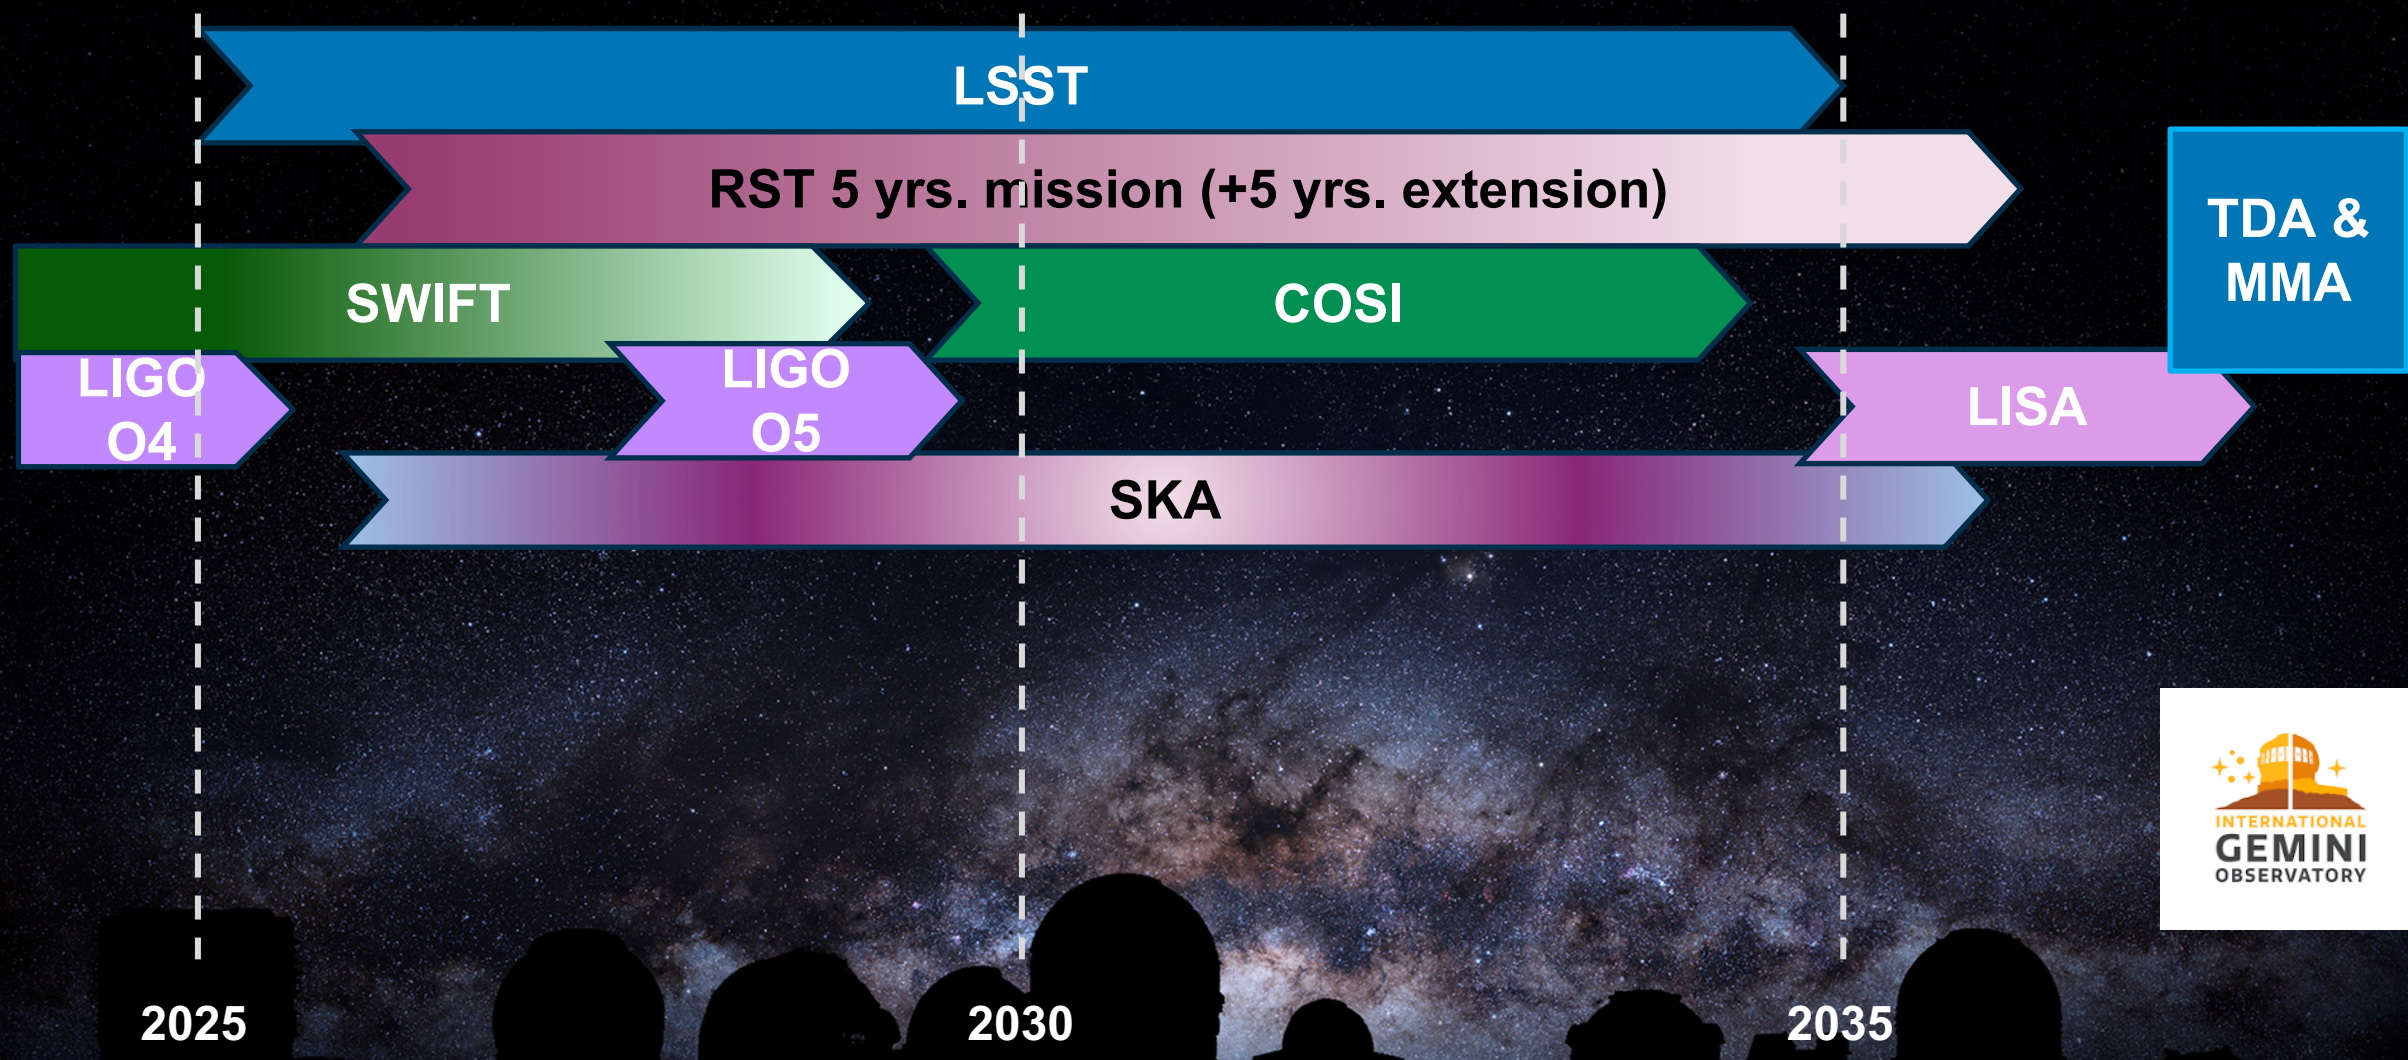 LSST
RST 5 yrs. mission (+5 yrs. extension)
TDA &
MMA
SWIFT
COSI
LIGO
O4
LIGO
O5
LISA
SKA
INTERNATIONAL
GEMINI
OBSERVATORY
2025
2030
2035